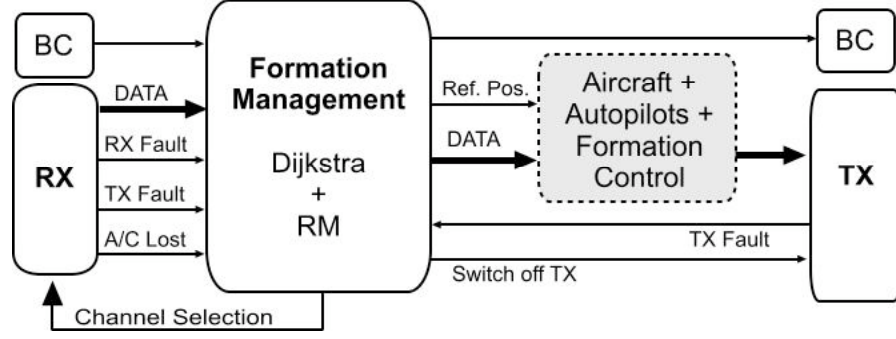 BC
RX
DATA
RX Fault
TX Fault
A/C Lost
Channel Selection
Formation
Management
Dijkstra
+
RM
Ref. Pos.
DATA
Aircraft +
Autopilots +
Formation
Control
TX Fault
Switch off TX
BC
TX